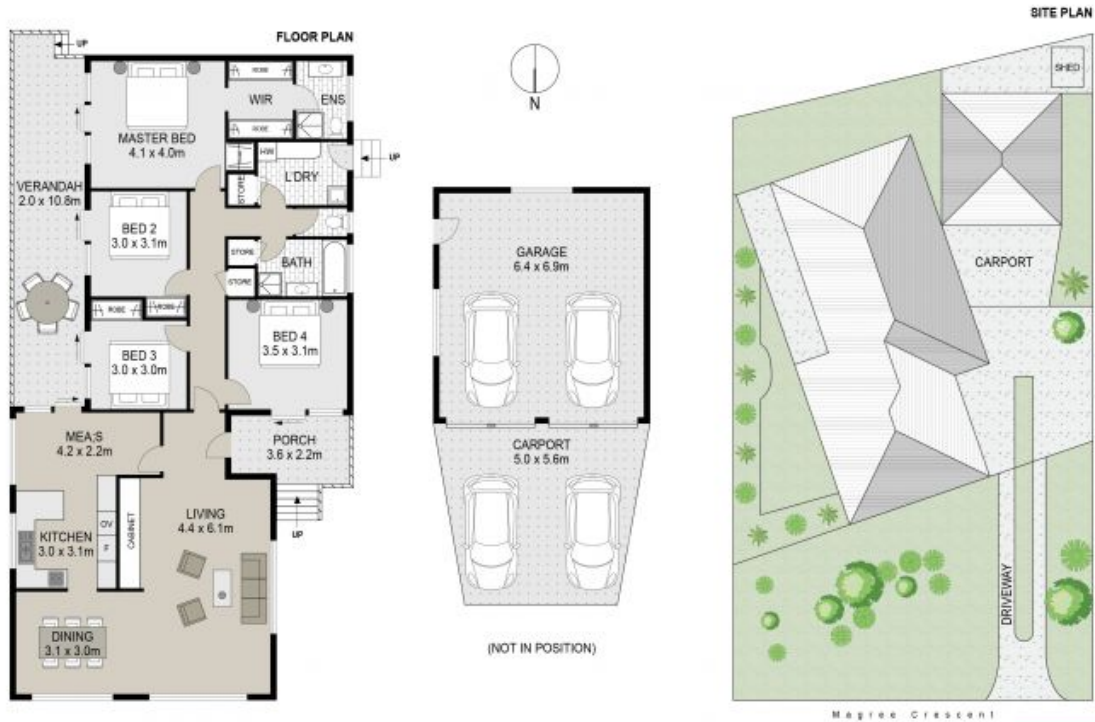 SITE PLAN
FLOOR PLAN
UP
ROBE
WIR
ENS
ROBE
MASTER BED
4.1 x 4.0m
N
SHED
HW
L'DRY
UP
STORE
VERANDAH
2.0 x 10.8m
BED 2
3.0 x 3.1m
STORE
BATH
STORE
GARAGE
6.4 x 6.9m
CARPORT
ROBE
ROBE
BED 4
3.5 x 3.1m
BED 3
3.0 x 3.0m
MEA;S
4.2 x 2.2m
PORCH
3.6 x 2.2m
CARPORT
5.0 x 5.6m
UP
LIVING
4.4 x 6.1m
CABINET
OV
F
KITCHEN
3.0 x 3.1m
DINING
3.1 x 3.0m
(NOT IN POSITION)
DRIVEWAY
Magree Crescent